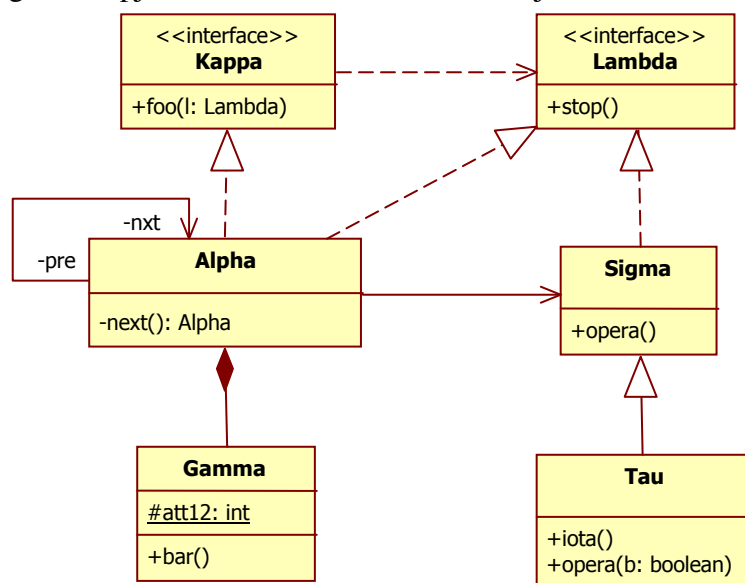 <<interface>>
Kappa
+foo(l: Lambda)
<<interface>>
Lambda
+stop()
-nxt
-pre
Alpha
-next(): Alpha
Sigma
+opera()
Gamma
#att12: int
+bar()
Tau
+iota()
+opera(b: boolean)